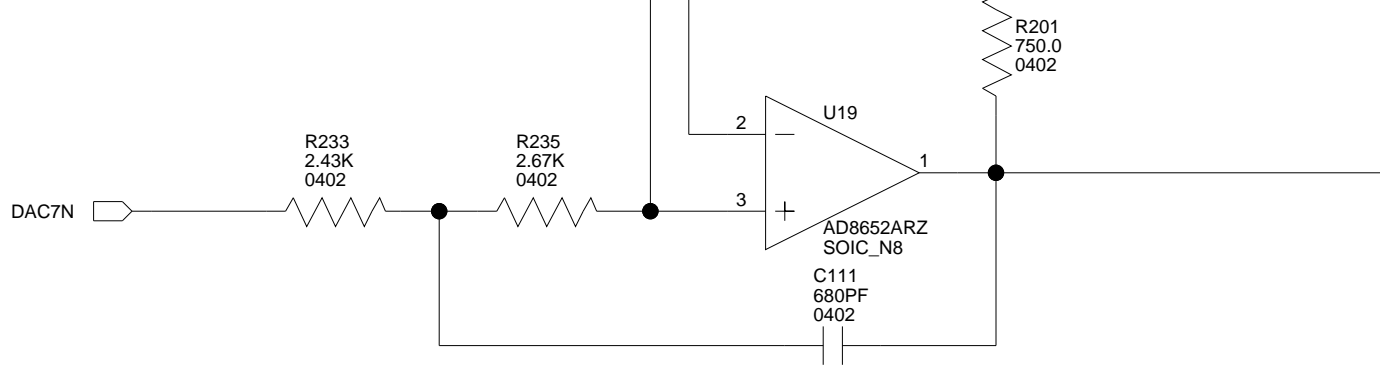 R201
750.0
0402
U19
2
1
R233
2.43K
0402
R235
2.67K
0402
3
DAC7N
AD8652ARZ
SOIC_N8
C111
680PF
0402